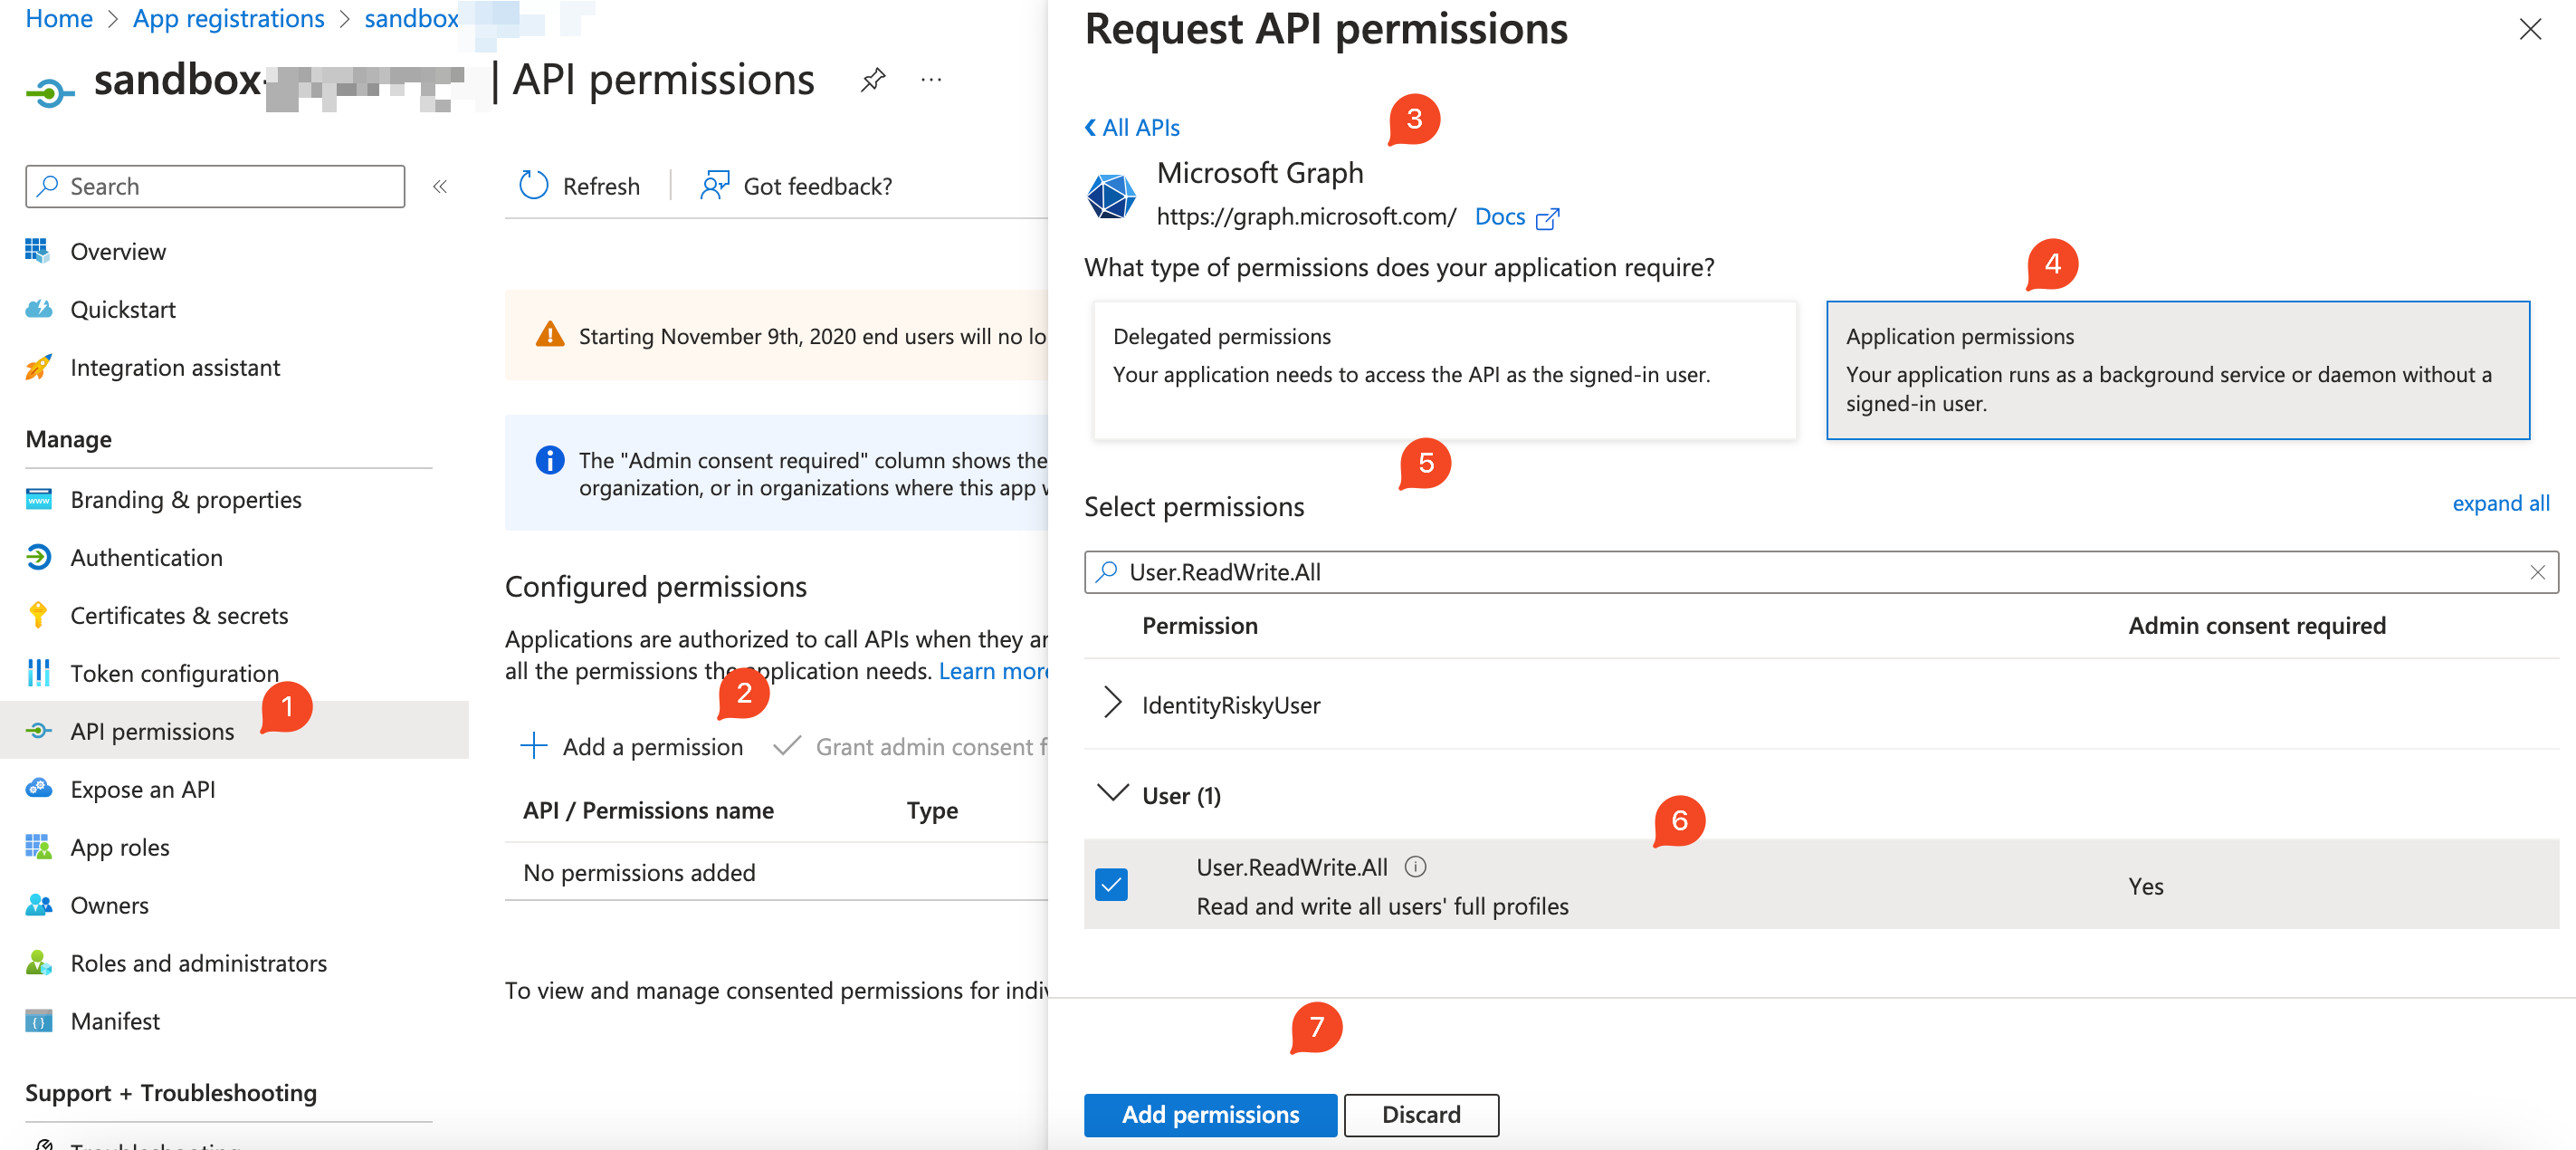 Home > App registrations > sandbox
sandbox- | API permissions
Search
Overview
Quickstart
Integration assistant
Manage
Branding & properties
Authentication
Certificates & secrets
Token configuration
1
API permissions
Expose an API
App roles
Owners
Roles and administrators
Manifest
Support + Troubleshooting
Refresh
Got feedback?
Starting November 9th, 2020 end users will no lo
The "Admin consent required" column shows the
organization, or in organizations where this app
Configured permissions
Applications are authorized to call APIs when they ar
all the permissions the application needs. Learn more
2
Add a permission
Grant admin consent f
API / Permissions name Type
No permissions added
To view and manage consented permissions for indiv
Request API permissions
All APIs
3
Microsoft Graph
https://graph.microsoft.com/ Docs
What type of permissions does your application require?
4
Delegated permissions
Your application needs to access the API as the signed-in user.
Application permissions
Your application runs as a background service or daemon without a
signed-in user.
5
Select permissions
expand all
User.ReadWrite.All
Permission Admin consent required
IdentityRiskyUser
User (1)
6
User.ReadWrite.All
Read and write all users' full profiles
Yes
7
Add permissions
Discard